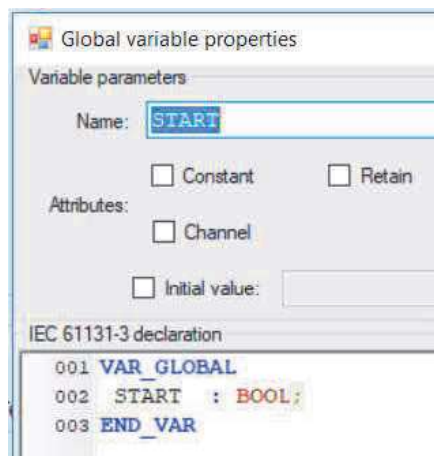 Global variable properties
Variable parameters
Name: START
Constant Retain
Attributes:
Channel
Initial value:
IEC 61131-3 declaration
001 VAR_GLOBAL
002 START : BOOL;
003 END_VAR